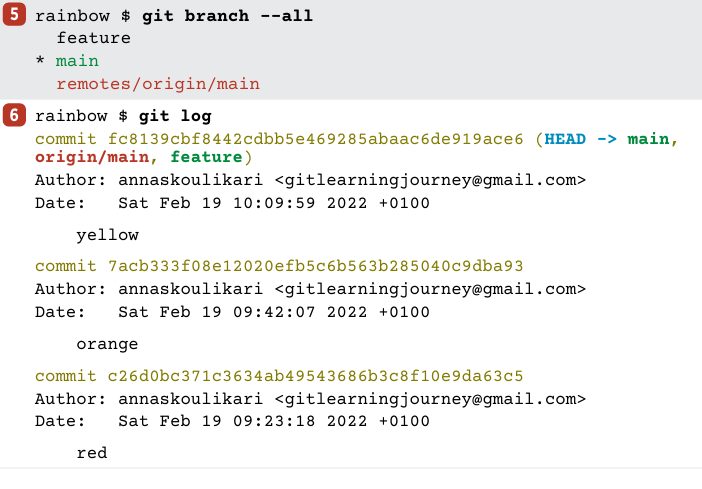 5 rainbow $ git branch --all
feature
* main
remotes/origin/main
6 rainbow $ git log
commit fc8139cbf8442cdbb5e469285abaac6de919ace6 (HEAD -> main,
origin/main, feature)
Author: annaskoulikari <gitlearningjourney@gmail.com>
Date:   Sat Feb 19 10:09:59 2022 +0100
yellow
commit 7acb333f08e12020efb5c6b563b285040c9dba93
Author: annaskoulikari <gitlearningjourney@gmail.com>
Date:   Sat Feb 19 09:42:07 2022 +0100
orange
commit c26d0bc371c3634ab49543686b3c8f10e9da63c5
Author: annaskoulikari <gitlearningjourney@gmail.com>
Date:   Sat Feb 19 09:23:18 2022 +0100
red